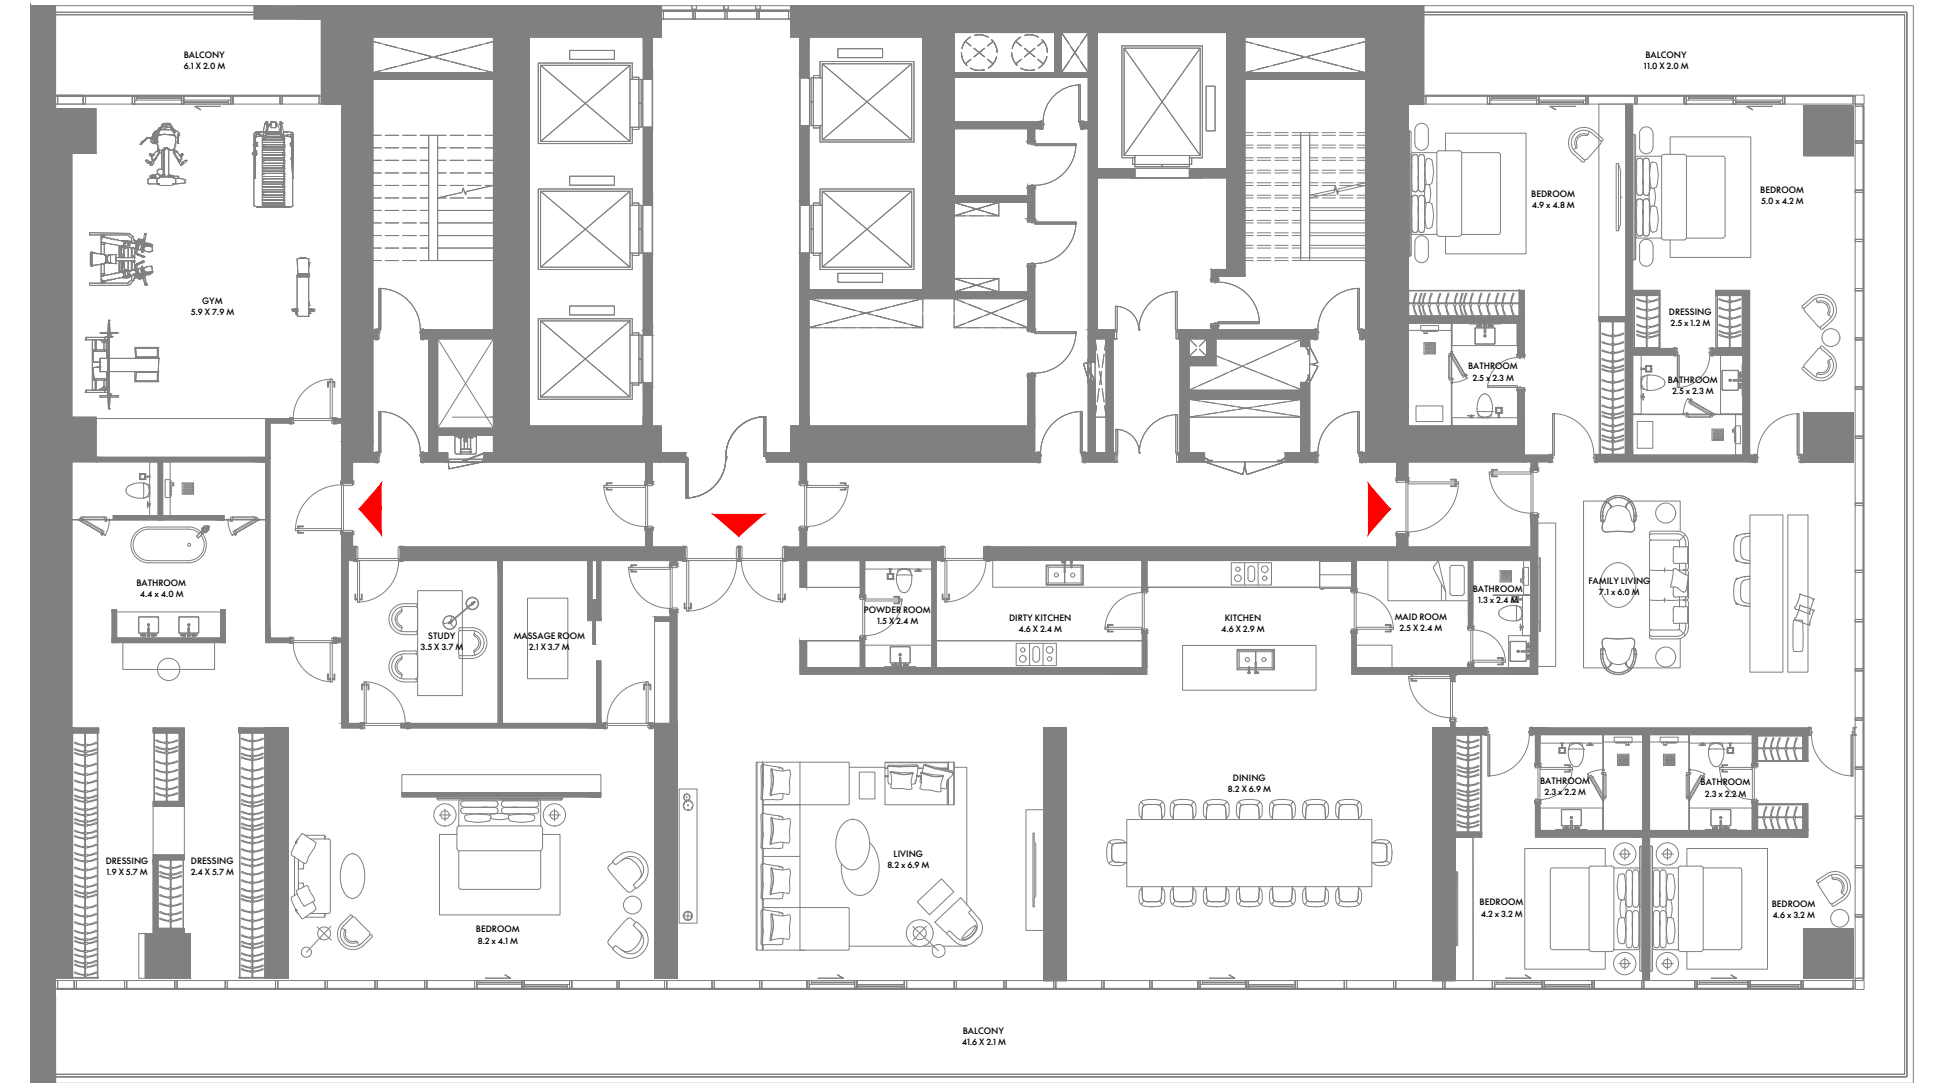 BALCONY
6.1 X 2.0 M
BALCONY
11.0 X 2.0 M
BEDROOM
4.9 x 4.8 M
BEDROOM
5.0 x 4.2 M
GYM
5.9 X 7.9 M
DRESSING
2.5 x 1.2 M
BATHROOM
2.5 x 2.3 M
BATHROOM
2.5 x 2.3 M
BATHROOM
4.4 x 4.0 M
STUDY
3.5 X 3.7 M
MASSAGE ROOM
2.1 X 3.7 M
POWDER ROOM
1.5 X 2.4 M
DIRTY KITCHEN
4.6 X 2.4 M
KITCHEN
4.6 X 2.9 M
MAID ROOM
2.5 X 2.4 M
BATHROOM
1.3 x 2.4 M
FAMILY LIVING
7.1 x 6.0 M
DINING
8.2 X 6.9 M
BATHROOM
2.3 x 2.2 M
BATHROOM
2.3 x 2.2 M
DRESSING
1.9 X 5.7 M
DRESSING
2.4 X 5.7 M
LIVING
8.2 x 6.9 M
BEDROOM
8.2 x 4.1 M
BEDROOM
4.2 x 3.2 M
BEDROOM
4.6 x 3.2 M
BALCONY
41.6 X 2.1 M